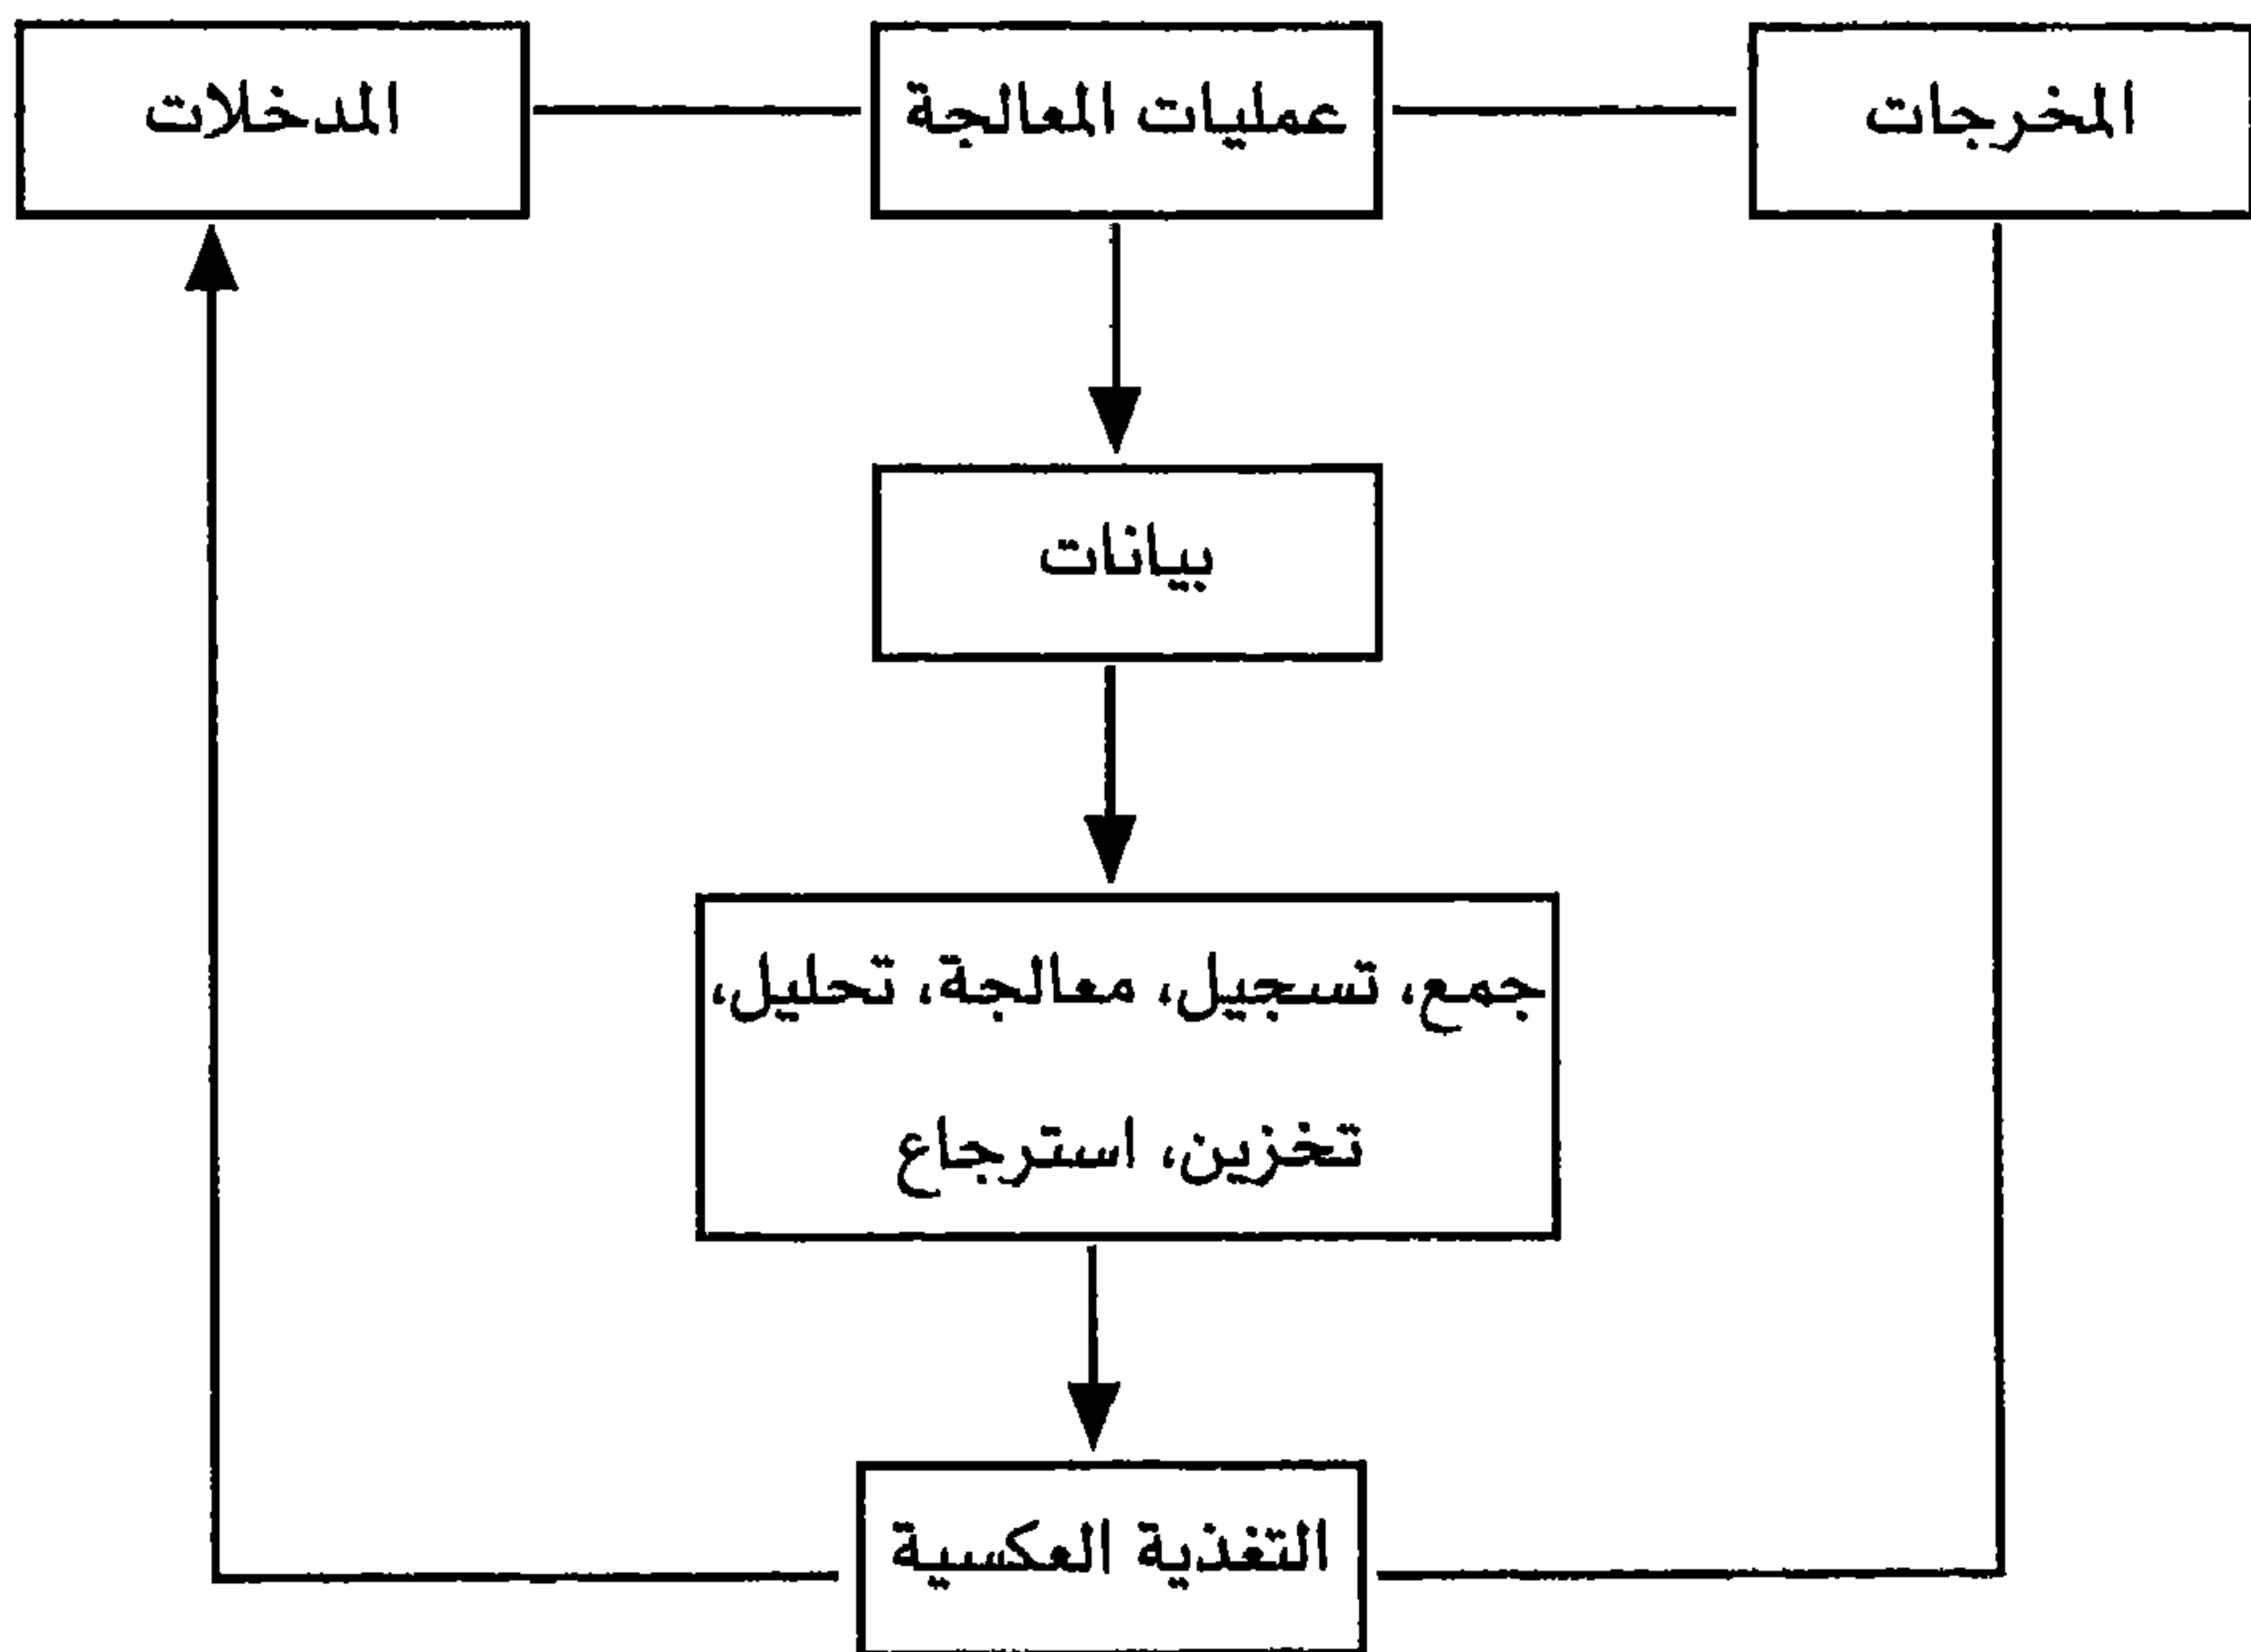 المخرجات
عمليات المعالجة
المدخلات
بيانات
جمع، تسجيل، معالجة، تحليل،
تخزين، استرجاع
التغذية العكسية